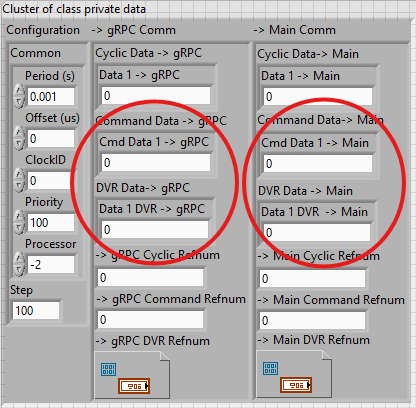 Cluster of class private data
Configuration
Common
Period (s)
0.001
Offset (us)
0
ClockID
0
Priority
100
Processor
-2
Step
100
-> gRPC Comm
Cyclic Data -> gRPC
Data 1 -> gRPC
0
Command Data -> gRPC
Cmd Data 1 -> gRPC
0
DVR Data-> gRPC
Data 1 DVR -> gRPC
0
-> gRPC Cyclic Refnum
0
-> gRPC Command Refnum
0
-> gRPC DVR Refnum
-> Main Comm
Cyclic Data-> Main
Data 1 -> Main
0
Command Data-> Main
Cmd Data 1 -> Main
0
DVR Data -> Main
Data 1 DVR -> Main
0
-> Main Cyclic Refnum
0
-> Main Command Refnum
0
-> Main DVR Refnum